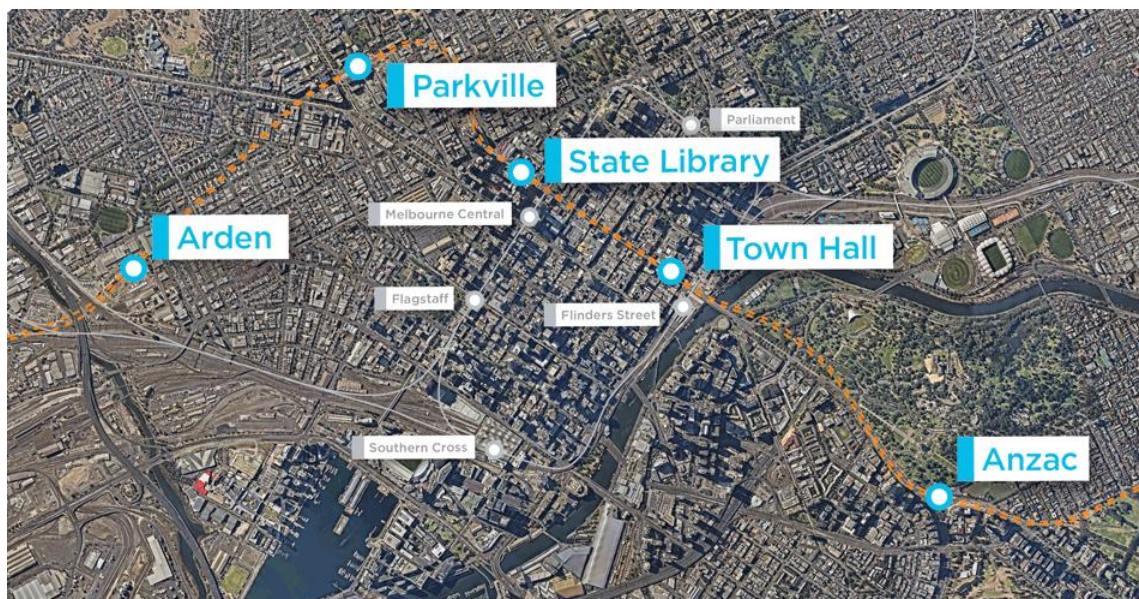 Parkville
Parliament
State Library
Melbourne Central
Arden
Town Hall
Flagstaff
Flinders Street
Southern Cross
Anzac